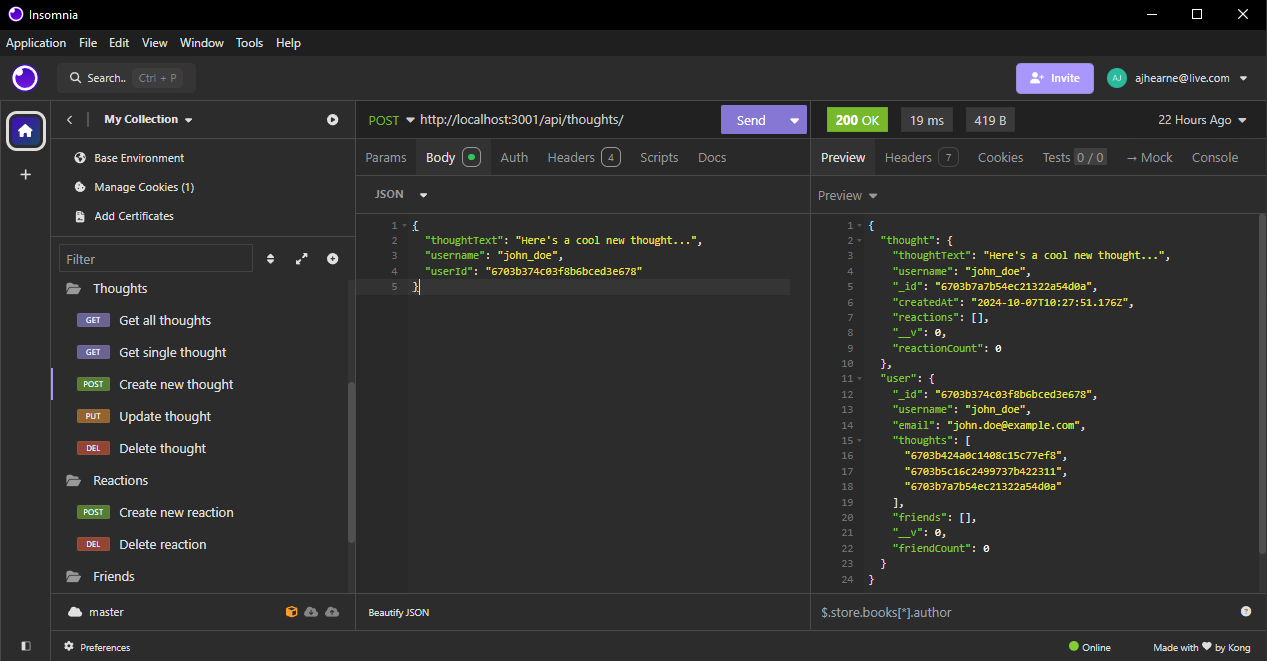 Insomnia
Application File Edit View Window Tools Help
Search.. Ctrl + P
Invite
AJ ajhearne@live.com
My Collection
Base Environment
Manage Cookies (1)
Add Certificates
Filter
Thoughts
GET Get all thoughts
GET Get single thought
POST Create new thought
PUT Update thought
DEL Delete thought
Reactions
POST Create new reaction
DEL Delete reaction
Friends
master
POST http://localhost:3001/api/thoughts/
Send
Params Body Auth Headers 4 Scripts Docs
JSON
1 {
2 "thoughtText": "Here's a cool new thought...",
3 "username": "john_doe",
4 "userId": "6703b374c03f8b6bced3e678"
5 }
Beautify JSON
200 OK 19 ms 419 B 22 Hours Ago
Preview Headers 7 Cookies Tests 0 / 0 → Mock Console
Preview
1 {
2 "thought": {
3 "thoughtText": "Here's a cool new thought...",
4 "username": "john_doe",
5 "_id": "6703b7a7b54ec21322a54d0a",
6 "createdAt": "2024-10-07T10:27:51.176Z",
7 "reactions": [],
8 "__v": 0,
9 "reactionCount": 0
10 },
11 "user": {
12 "_id": "6703b374c03f8b6bced3e678",
13 "username": "john_doe",
14 "email": "john.doe@example.com",
15 "thoughts": [
16 "6703b424a0c1408c15c77ef8",
17 "6703b5c16c2499737b422311",
18 "6703b7a7b54ec21322a54d0a"
19 ],
20 "friends": [],
21 "__v": 0,
22 "friendCount": 0
23 }
24 }
$.store.books[*].author
Preferences
Online
Made with ♥ by Kong